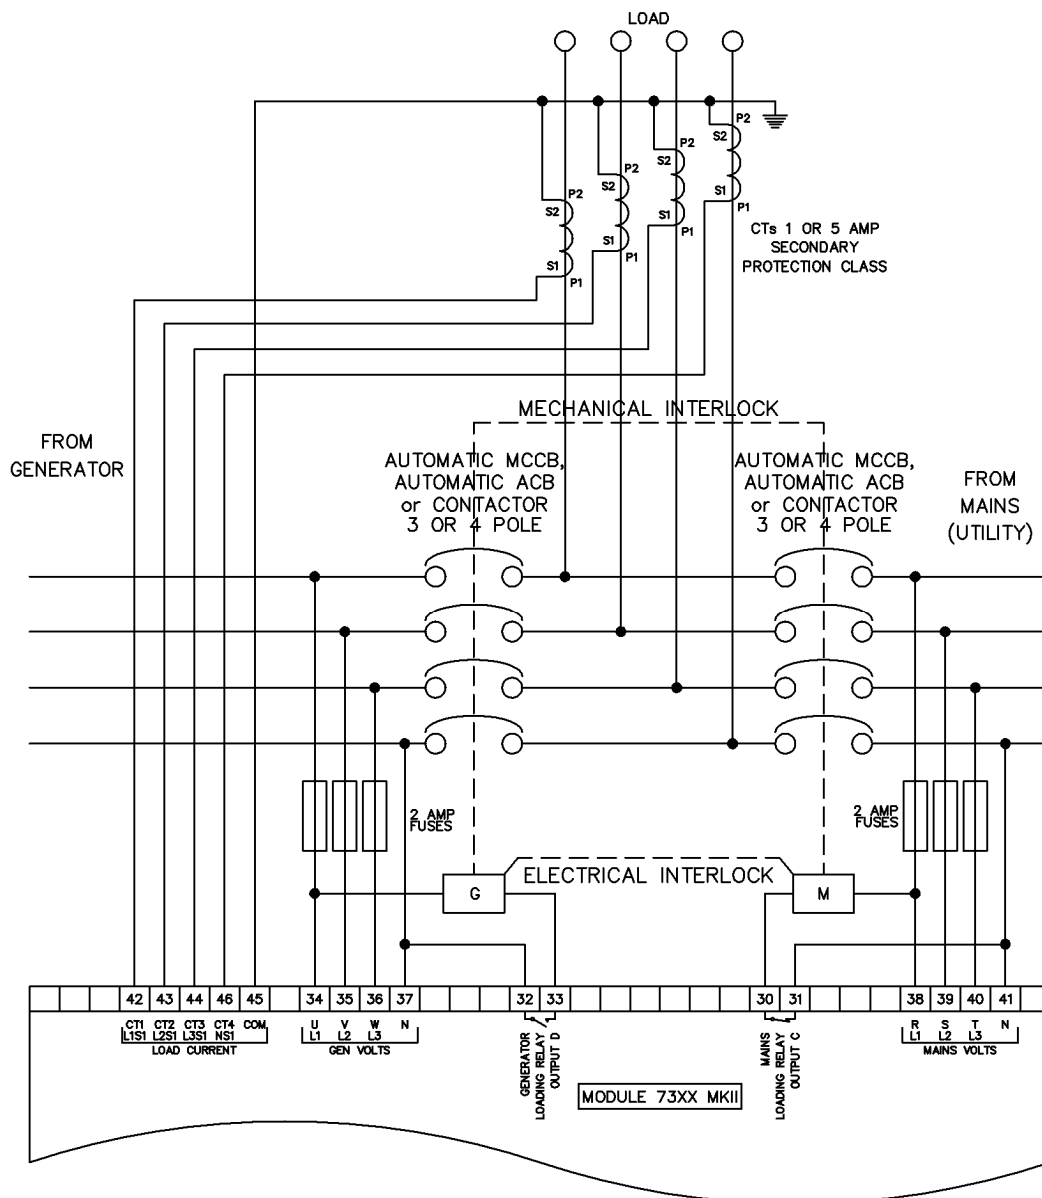 LOAD
P2
S2
S1
P1
P2
S2
S1
P1
P2
S2
S1
P1
P2
S2
S1
P1
CTs 1 OR 5 AMP
SECONDARY
PROTECTION CLASS
MECHANICAL INTERLOCK
FROM
GENERATOR
AUTOMATIC MCCB,
AUTOMATIC ACB
or CONTACTOR
3 OR 4 POLE
AUTOMATIC MCCB,
AUTOMATIC ACB
or CONTACTOR
3 OR 4 POLE
FROM
MAINS
(UTILITY)
2 AMP
FUSES
2 AMP
FUSES
ELECTRICAL INTERLOCK
G
M
42 43 44 46 45 34 35 36 37 32 33 30 31 38 39 40 41
CT1 CT2 CT3 CT4 COM
L1S1 L2S1 L3S1 NS1
LOAD CURRENT
U V W N
L1 L2 L3
GEN VOLTS
GENERATOR
LOADING RELAY
OUTPUT D
MAINS
LOADING RELAY
OUTPUT C
R S T N
L1 L2 L3
MAINS VOLTS
MODULE 73XX MKII